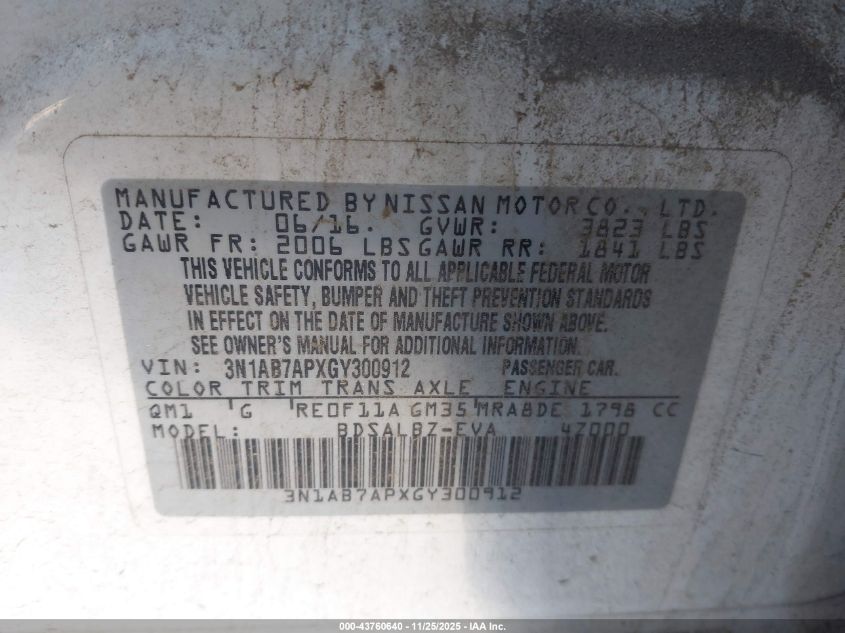 MANUFACTURED BY NISSAN MOTOR CO., LTD.
DATE: 06/16. GVWR: 3823 LBS
GAWR FR: 2006 LBS GAWR RR: 1841 LBS
THIS VEHICLE CONFORMS TO ALL APPLICABLE FEDERAL MOTOR
VEHICLE SAFETY, BUMPER AND THEFT PREVENTION STANDARDS
IN EFFECT ON THE DATE OF MANUFACTURE SHOWN ABOVE.
SEE OWNER'S MANUAL FOR ADDITIONAL INFORMATION.
VIN: 3N1AB7APXGY300912 PASSENGER CAR.
COLOR TRIM TRANS AXLE ENGINE
QM1 G RE0F11A GM35 MRA8DE 1798 CC
MODEL: BDSALBZ-EVA 4Z000
3N1AB7APXGY300912
000-43760640 - 11/25/2025 - IAA Inc.